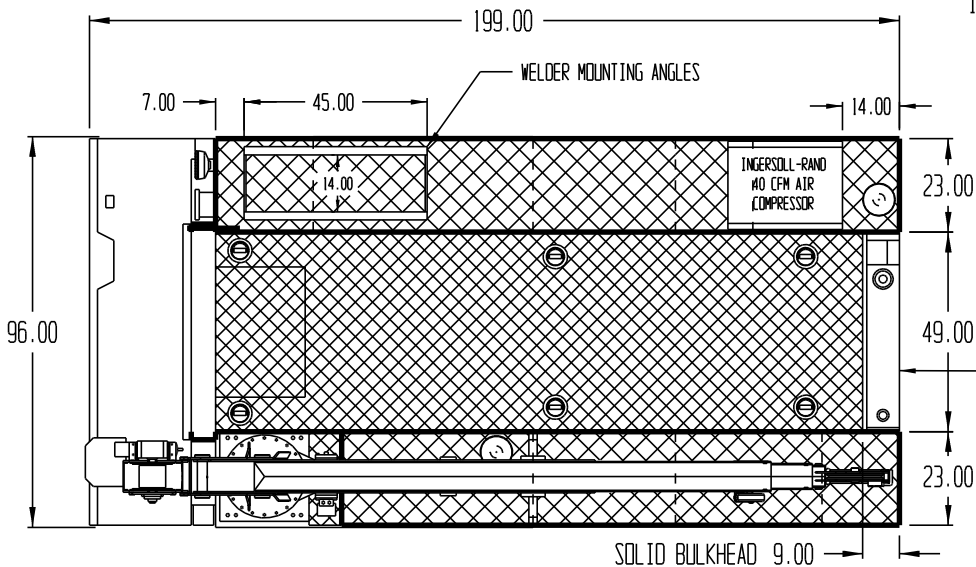 199.00
WELDER MOUNTING ANGLES
7.00
45.00
14.00
14.00
INGERSOLL-RAND
40 CFM AIR
COMPRESSOR
23.00
96.00
49.00
23.00
SOLID BULKHEAD 9.00